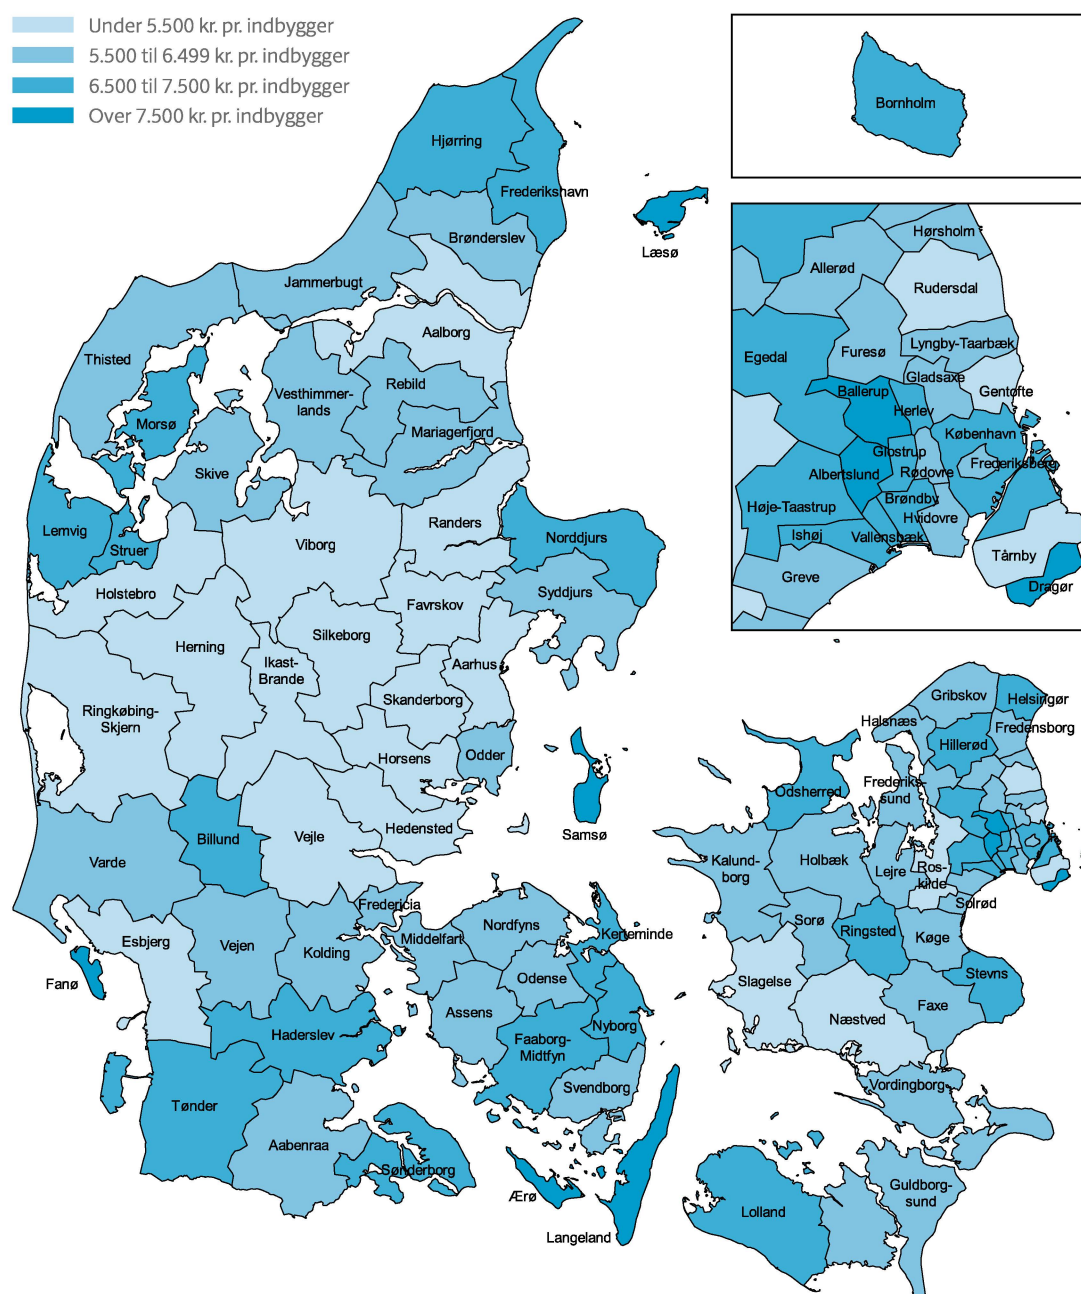 Under 5.500 kr. pr. indbygger
5.500 til 6.499 kr. pr. indbygger
6.500 til 7.500 kr. pr. indbygger
Over 7.500 kr. pr. indbygger
Bornholm
Hjørring
Frederikshavn
Læsø
Brønderslev
Jammerbugt
Aalborg
Thisted
Rebild
Vesthimmer-
lands
Morsø
Mariagerfjord
Skive
Lemvig
Struer
Randers
Viborg
Norddjurs
Holstebro
Favrskov
Syddjurs
Silkeborg
Herning
Ikast-
Brande
Aarhus
Skanderborg
Ringkøbing-
Skjern
Horsens
Odder
Hedensted
Samsø
Billund
Vejle
Varde
Fredericia
Esbjerg
Vejen
Kolding
Fanø
Middelfart
Nordfyns
Kerteminde
Odense
Assens
Nyborg
Faaborg-
Midtfyn
Haderslev
Svendborg
Tønder
Aabenraa
Sønderborg
Ærø
Langeland
Hørsholm
Allerød
Rudersdal
Egedal
Furesø
Lyngby-Taarbæk
Gladsaxe
Gentofte
Ballerup
Herlev
København
Glostrup
Frederiksberg
Albertslund
Rødovre
Brøndby
Høje-Taastrup
Hvidovre
Ishøj
Vallensbæk
Tårnby
Greve
Dragør
Gribskov
Helsingør
Halsnæs
Fredensborg
Hillerød
Odsherred
Frederiks-
sund
Kalund-
borg
Holbæk
Lejre
Ros-
kilde
Solrød
Sorø
Ringsted
Køge
Stevns
Slagelse
Næstved
Faxe
Vordingborg
Guldborg-
sund
Lolland